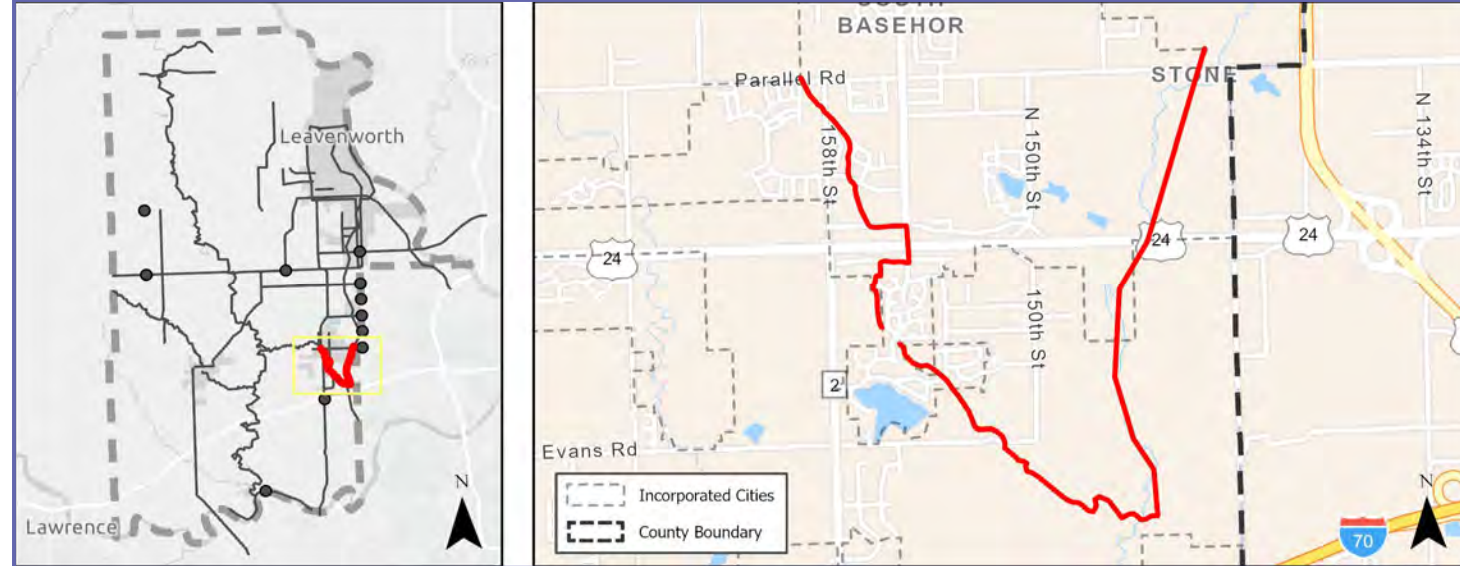 Leavenworth
Lawrence
N
BASEHOR
STONE
Parallel Rd
158th St
N 150th St
N 134th St
24
24
24
150th St
2
Evans Rd
Incorporated Cities
County Boundary
70
N